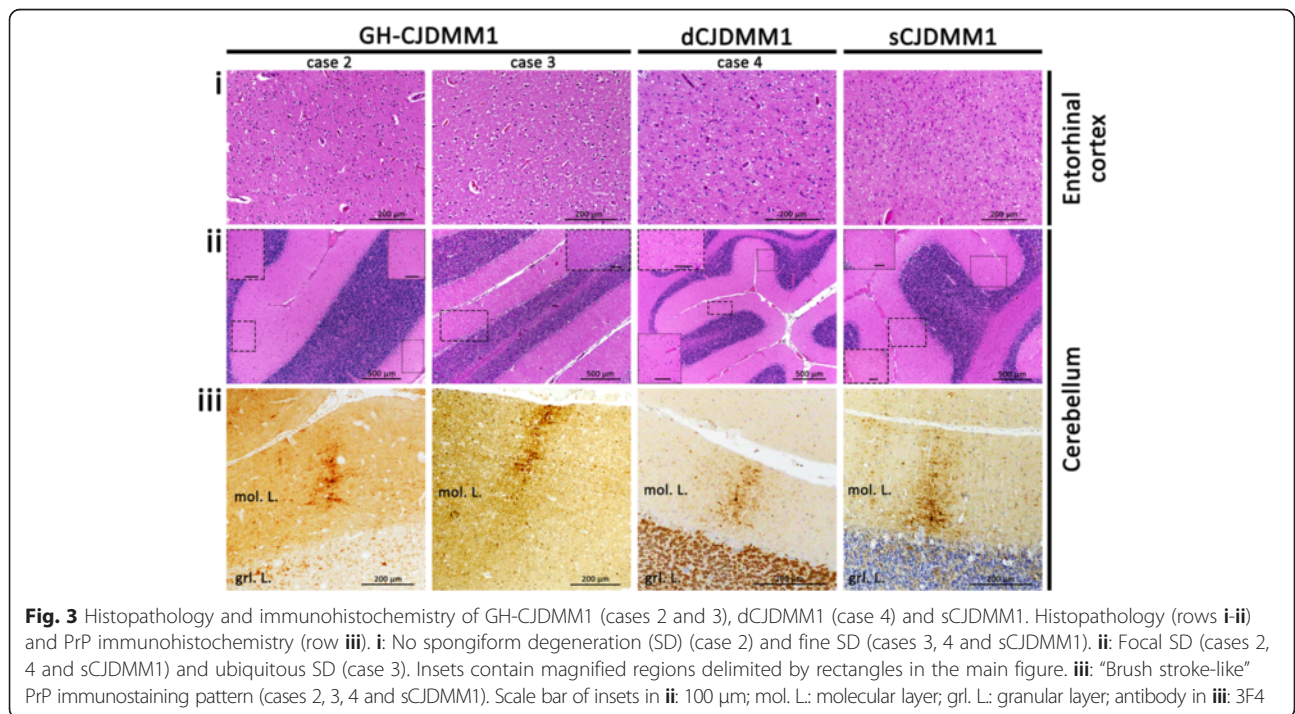 GH-CJDMM1 dCJDMM1 sCJDMM1
case 2 case 3 case 4
i
Entorhinal cortex
200 µm 200 µm 200 µm 200 µm
ii
500 µm 500 µm 500 µm 500 µm
Cerebellum
iii
mol. L. mol. L. mol. L. mol. L.
grl. L. 200 µm 200 µm grl. L. 200 µm grl. L. 200 µm
Fig. 3 Histopathology and immunohistochemistry of GH-CJDMM1 (cases 2 and 3), dCJDMM1 (case 4) and sCJDMM1. Histopathology (rows i-ii)
and PrP immunohistochemistry (row iii). i: No spongiform degeneration (SD) (case 2) and fine SD (cases 3, 4 and sCJDMM1). ii: Focal SD (cases 2,
4 and sCJDMM1) and ubiquitous SD (case 3). Insets contain magnified regions delimited by rectangles in the main figure. iii: “Brush stroke-like”
PrP immunostaining pattern (cases 2, 3, 4 and sCJDMM1). Scale bar of insets in ii: 100 µm; mol. L.: molecular layer; grl. L.: granular layer; antibody in iii: 3F4